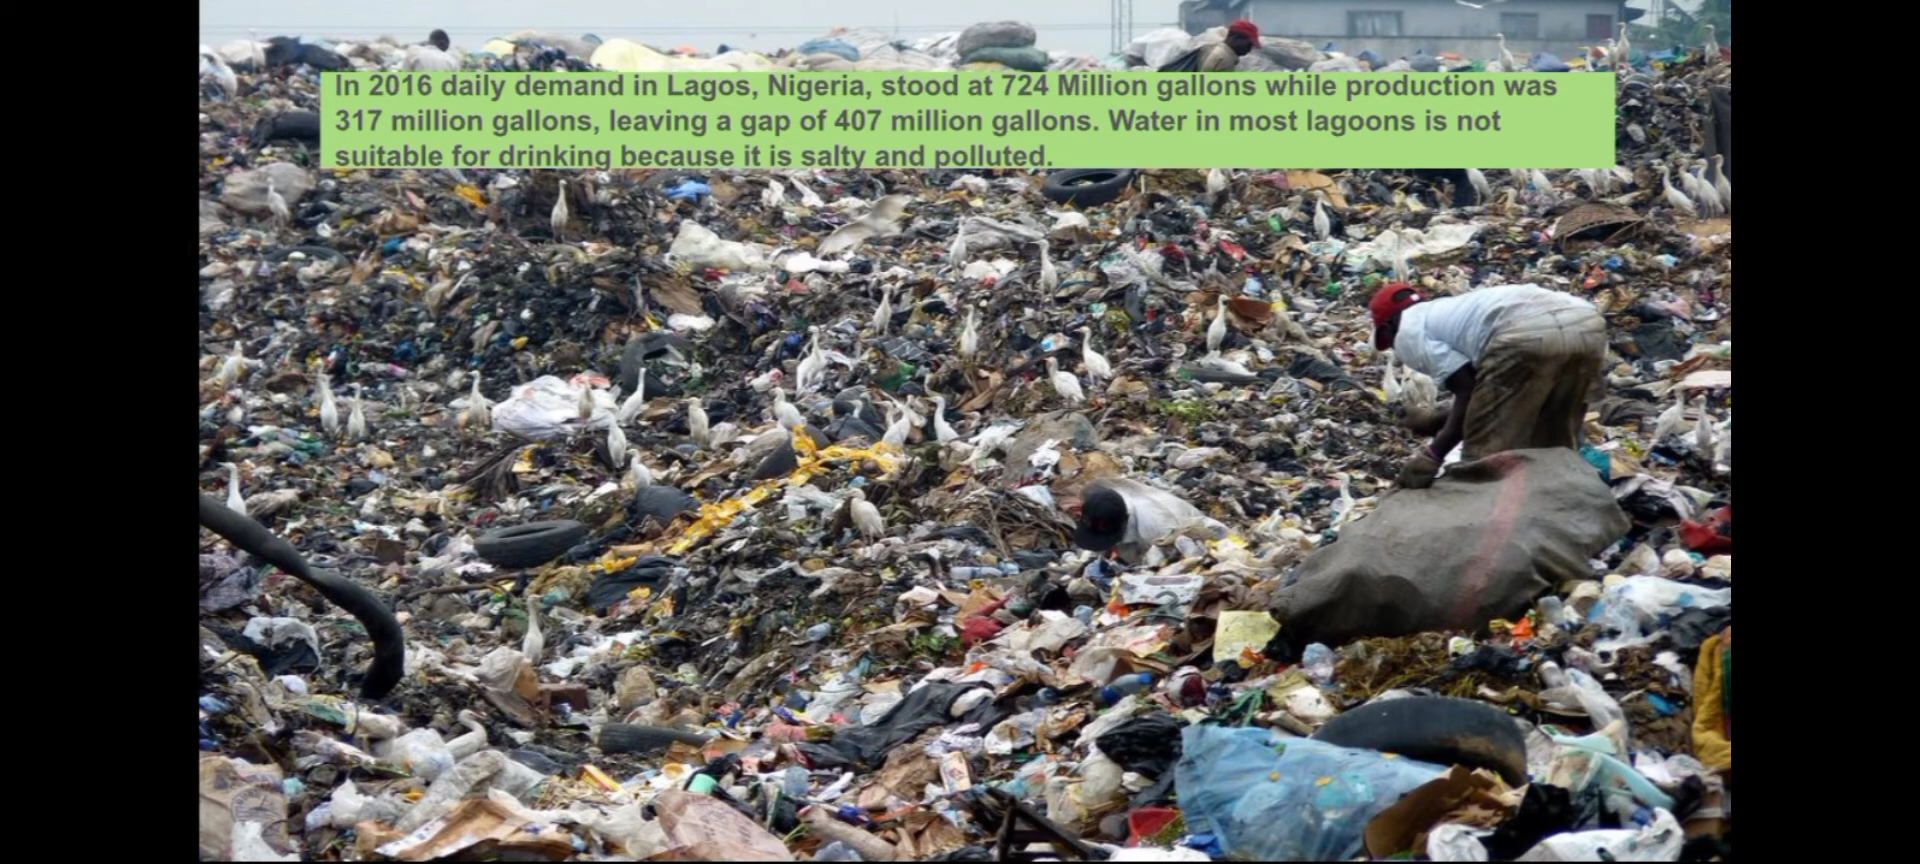 In 2016 daily demand in Lagos, Nigeria, stood at 724 Million gallons while production was
317 million gallons, leaving a gap of 407 million gallons. Water in most lagoons is not
suitable for drinking because it is salty and polluted.